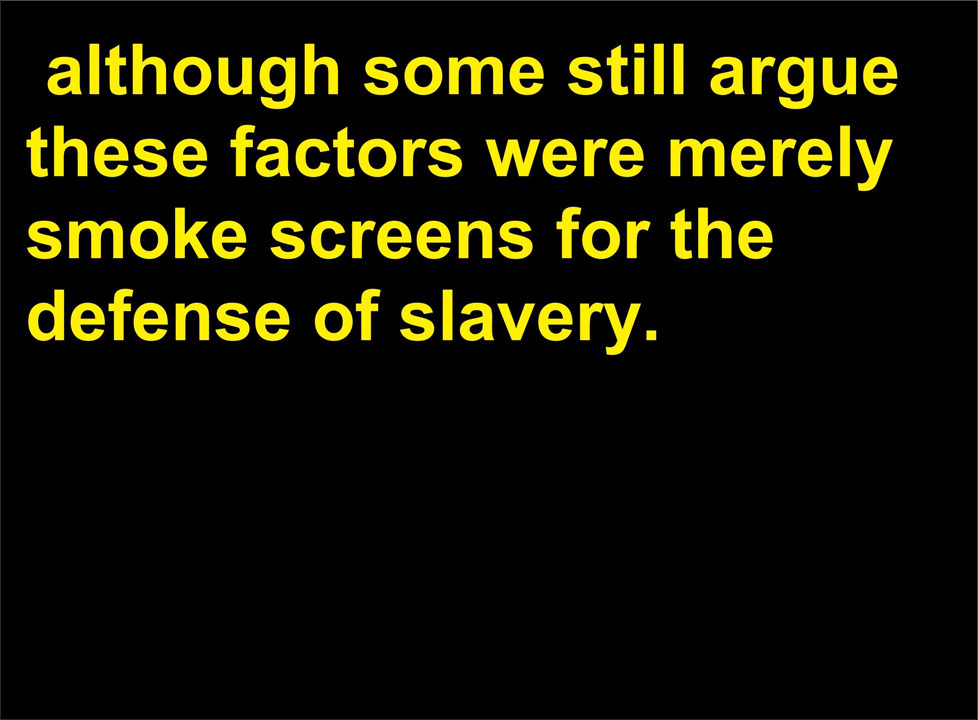 although some still argue
these factors were merely
smoke screens for the
defense of slavery.